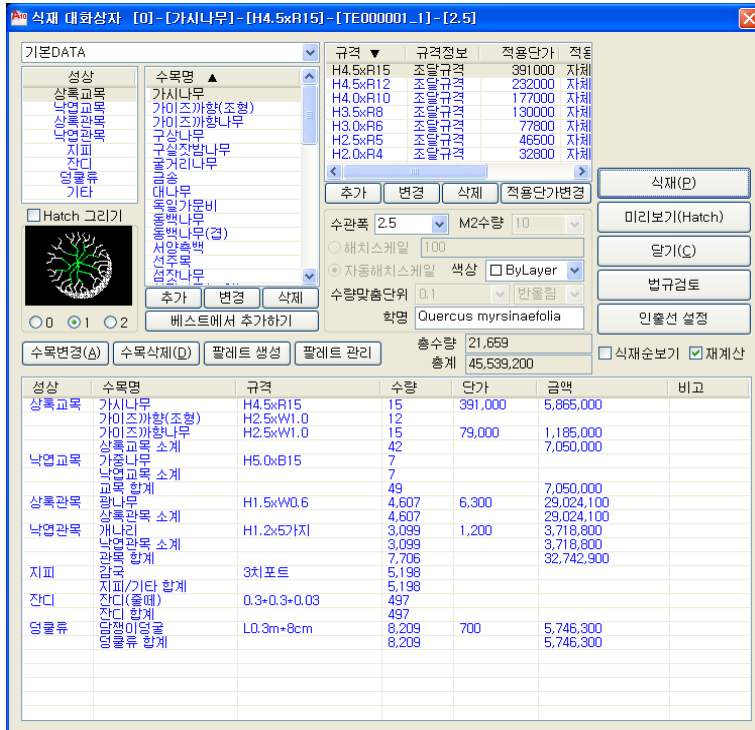 식재 대화상자 [0]-[가시나무]-[H4.5xR15]-[TE000001_1]-[2.5]
기본DATA
성상
상록교목
낙엽교목
상록관목
낙엽관목
지피
잔디
덩쿨류
기타
Hatch 그리기
0 1 2
수목명 ▲
가시나무
가이즈까향(조형)
가이즈까향나무
구상나무
구실잣밤나무
굴거리나무
금송
대나무
독일가문비
동백나무
동백나무(겹)
서양측백
선주목
섬잣나무
추가 변경 삭제
베스트에서 추가하기
규격 ▼ 규격정보 적용단가 적용
H4.5xR15 조달규격 391000 자체
H4.5xR12 조달규격 232000 자체
H4.0xR10 조달규격 177000 자체
H3.5xR8 조달규격 130000 자체
H3.0xR6 조달규격 77800 자체
H2.5xR5 조달규격 46500 자체
H2.0xR4 조달규격 32800 자체
추가 변경 삭제 적용단가변경
수관폭 2.5 M2수량 10
해치스케일 100
자동해치스케일 색상 ByLayer
수량맞춤단위 0.1 반올림
학명 Quercus myrsinaefolia
식재(P)
미리보기(Hatch)
닫기(C)
법규검토
인출선 설정
수목변경(A) 수목삭제(D) 팔레트 생성 팔레트 관리
총수량 21,659
총계 45,539,200
식재순보기 재계산
성상 수목명 규격 수량 단가 금액 비고
상록교목 가시나무 H4.5xR15 15 391,000 5,865,000
가이즈까향(조형) H2.5xW1.0 12
가이즈까향나무 H2.5xW1.0 15 79,000 1,185,000
상록교목 소계 42 7,050,000
낙엽교목 가중나무 H5.0xB15 7
낙엽교목 소계 7
교목 합계 49 7,050,000
상록관목 꽝나무 H1.5xW0.6 4,607 6,300 29,024,100
상록관목 소계 4,607 29,024,100
낙엽관목 개나리 H1.2x5가지 3,099 1,200 3,718,800
낙엽관목 소계 3,099 3,718,800
관목 합계 7,706 32,742,900
지피 감국 3치포트 5,198
지피/기타 합계 5,198
잔디 잔디(줄떼) 0.3*0.3*0.03 497
잔디 합계 497
덩쿨류 담쟁이덩굴 L0.3m*8cm 8,209 700 5,746,300
덩쿨류 합계 8,209 5,746,300